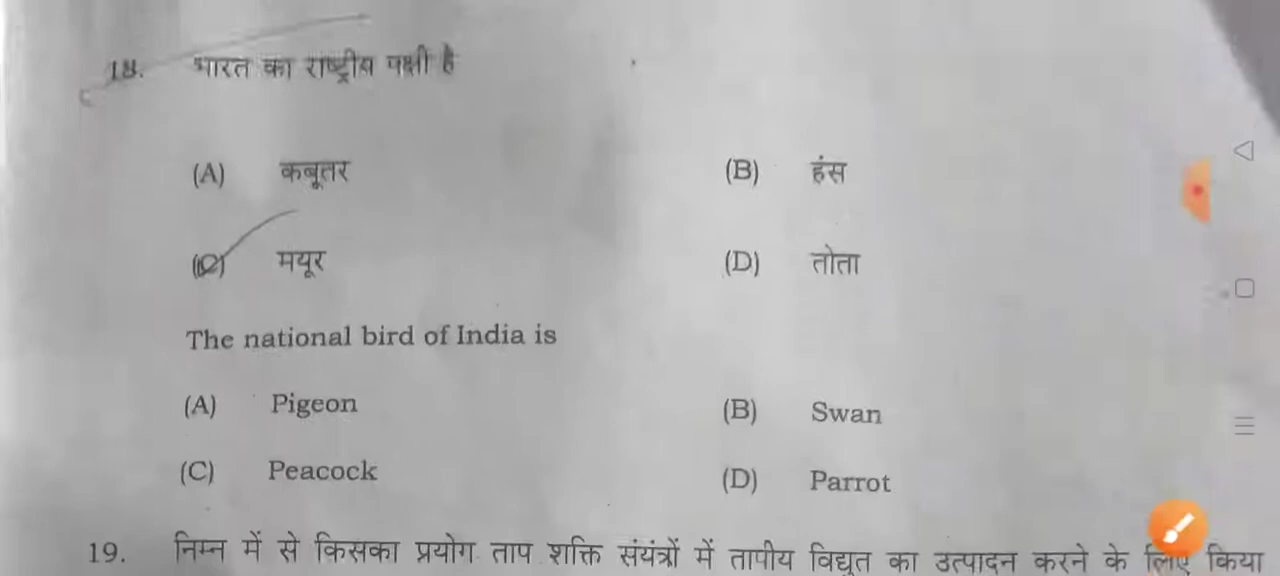 18. भारत का राष्ट्रीय पक्षी है
(A) कबूतर (B) हंस
(C) मयूर (D) तोता
The national bird of India is
(A) Pigeon (B) Swan
(C) Peacock (D) Parrot
19. निम्न में से किसका प्रयोग ताप शक्ति संयंत्रों में तापीय विद्युत का उत्पादन करने के लिए किया